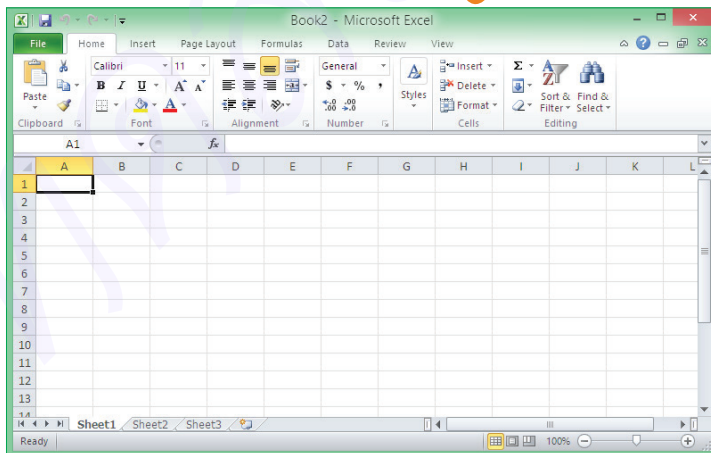 Book2 - Microsoft Excel
File Home Insert Page Layout Formulas Data Review View
Calibri 11 General Insert Σ
B I U A A $ % , Delete
Paste A .00 .0 Styles Format Sort & Find &
Filter Select
Clipboard Font Alignment Number Cells Editing
A1 fx
A B C D E F G H I J K L
1
2
3
4
5
6
7
8
9
10
11
12
13
14
Sheet1 Sheet2 Sheet3
Ready 100%